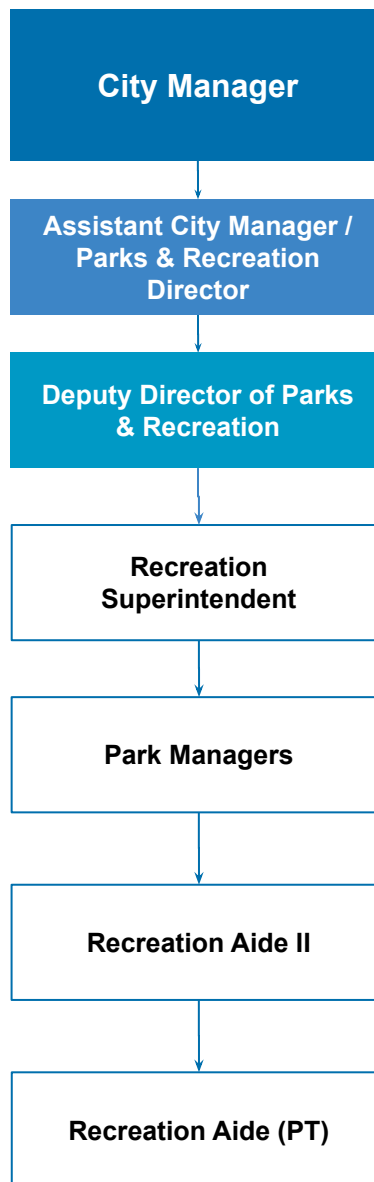 City Manager
Assistant City Manager /
Parks & Recreation
Director
Deputy Director of Parks
& Recreation
Recreation
Superintendent
Park Managers
Recreation Aide II
Recreation Aide (PT)